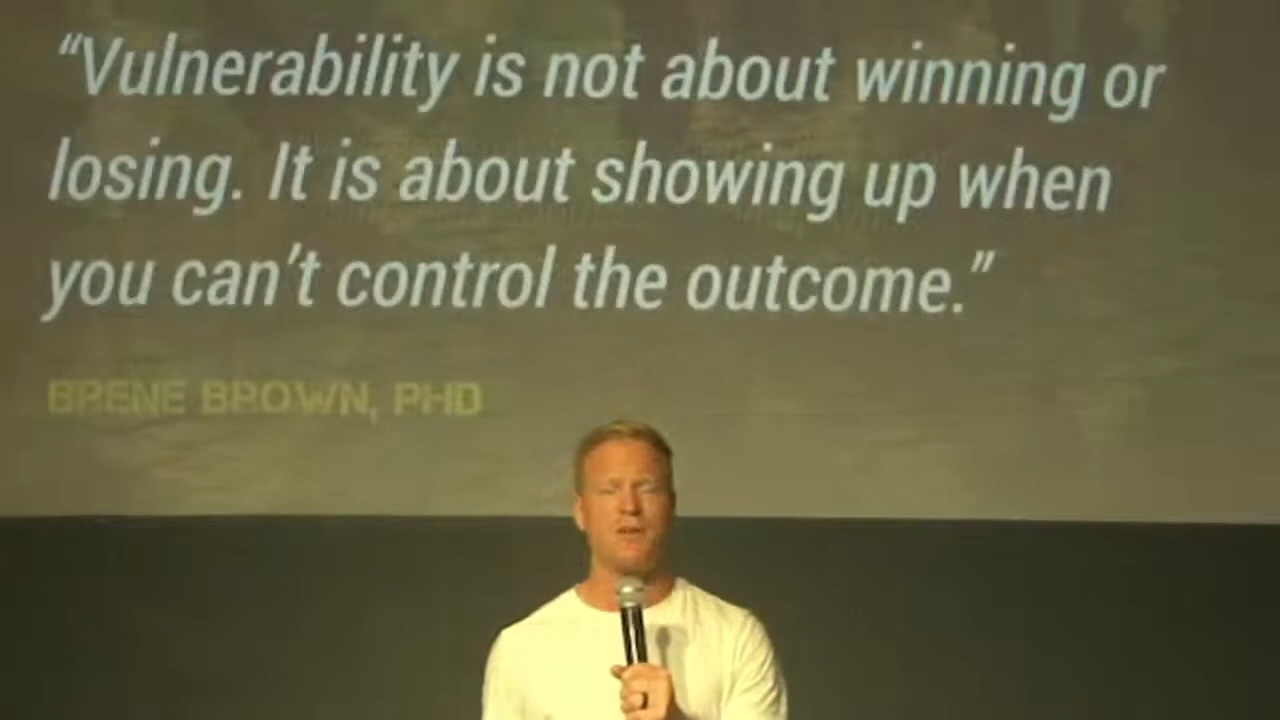 “Vulnerability is not about winning or
losing. It is about showing up when
you can’t control the outcome.”
BRENE BROWN, PHD